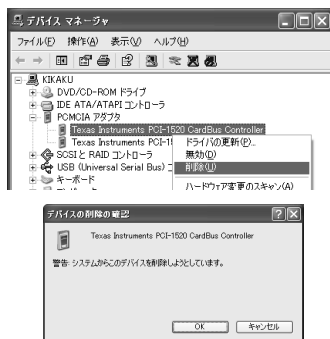 デバイス マネージャ
ファイル(F) 操作(A) 表示(V) ヘルプ(H)
KIKAKU
DVD/CD-ROM ドライブ
IDE ATA/ATAPI コントローラ
PCMCIA アダプタ
Texas Instruments PCI-1520 CardBus Controller
Texas Instruments PCI-1
ドライバの更新(P)...
SCSI と RAID コントローラ
無効(D)
USB (Universal Serial Bus) コ
削除(U)
キーボード
ハードウェア変更のスキャン(A)
デバイスの削除の確認
Texas Instruments PCI-1520 CardBus Controller
警告: システムからこのデバイスを削除しようとしています。
OK キャンセル